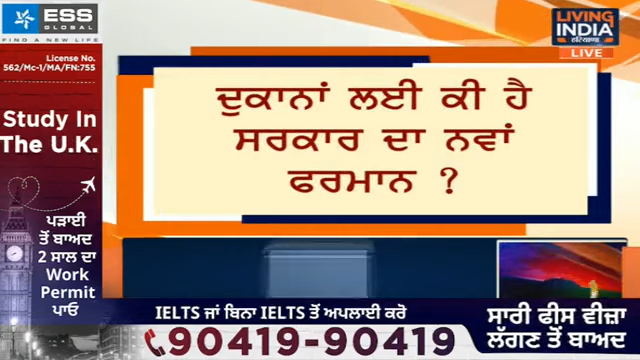 ESS
GLOBAL
FIND A NEW LIFE
License No.
562/Mc-1/MA/FN:755
Study In
The U.K.
ਪੜਾਈ
ਤੋਂ ਬਾਅਦ
2 ਸਾਲ ਦਾ
Work
Permit
ਪਾਓ
LIVING
INDIA
हरियाणा
LIVE
ਦੁਕਾਨਾਂ ਲਈ ਕੀ ਹੈ
ਸਰਕਾਰ ਦਾ ਨਵਾਂ
ਫਰਮਾਨ ?
IELTS ਜਾਂ ਬਿਨਾ IELTS ਤੋਂ ਅਪਲਾਈ ਕਰੋ
90419-90419
ਸਾਰੀ ਫੀਸ ਵੀਜ਼ਾ
ਲੱਗਣ ਤੋਂ ਬਾਅਦ